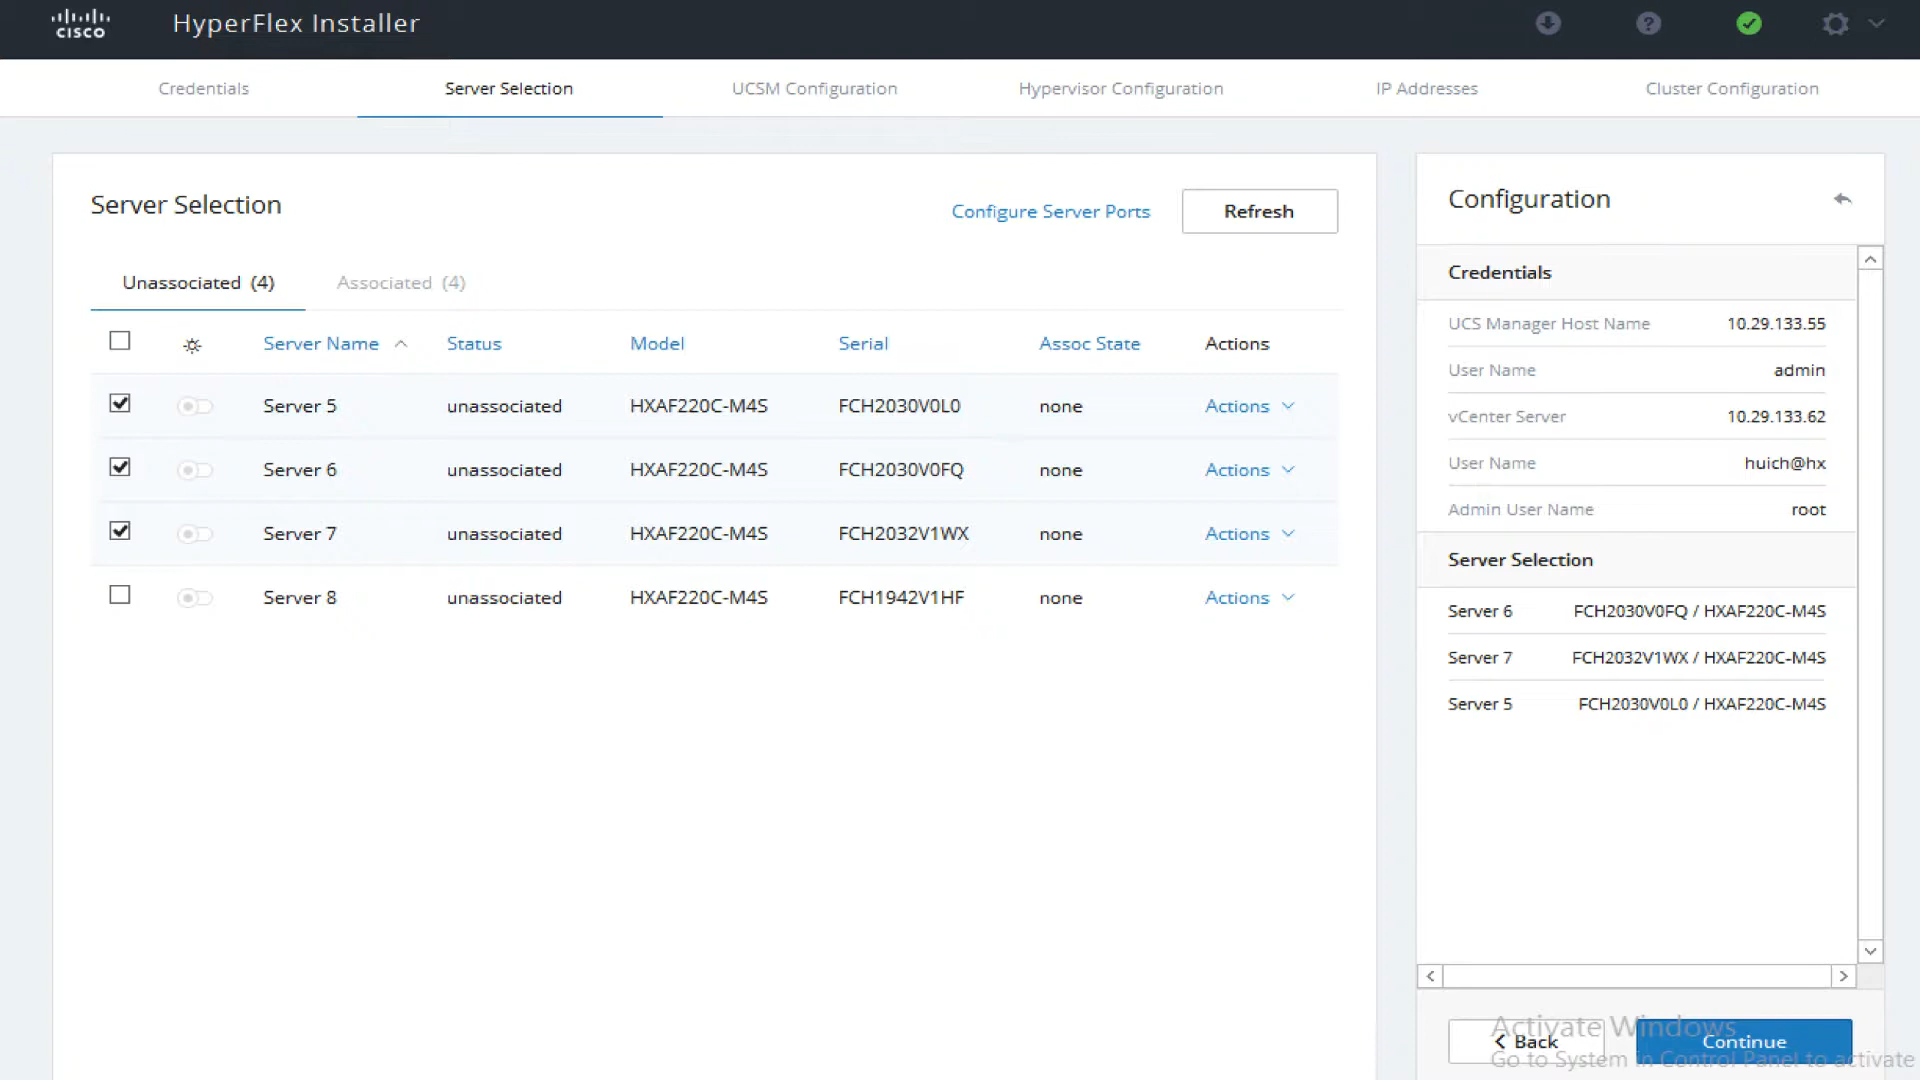 CISCO
HyperFlex Installer
Credentials
Server Selection
UCSM Configuration
Hypervisor Configuration
IP Addresses
Cluster Configuration
Server Selection
Configure Server Ports
Refresh
Unassociated (4)
Associated (4)
Server Name Status Model Serial Assoc State Actions
Server 5 unassociated HXAF220C-M4S FCH2030V0L0 none Actions
Server 6 unassociated HXAF220C-M4S FCH2030V0FQ none Actions
Server 7 unassociated HXAF220C-M4S FCH2032V1WX none Actions
Server 8 unassociated HXAF220C-M4S FCH1942V1HF none Actions
Configuration
Credentials
UCS Manager Host Name 10.29.133.55
User Name admin
vCenter Server 10.29.133.62
User Name huich@hx
Admin User Name root
Server Selection
Server 6 FCH2030V0FQ / HXAF220C-M4S
Server 7 FCH2032V1WX / HXAF220C-M4S
Server 5 FCH2030V0L0 / HXAF220C-M4S
Activate Windows
Back Continue
Go to System in Control Panel to activate